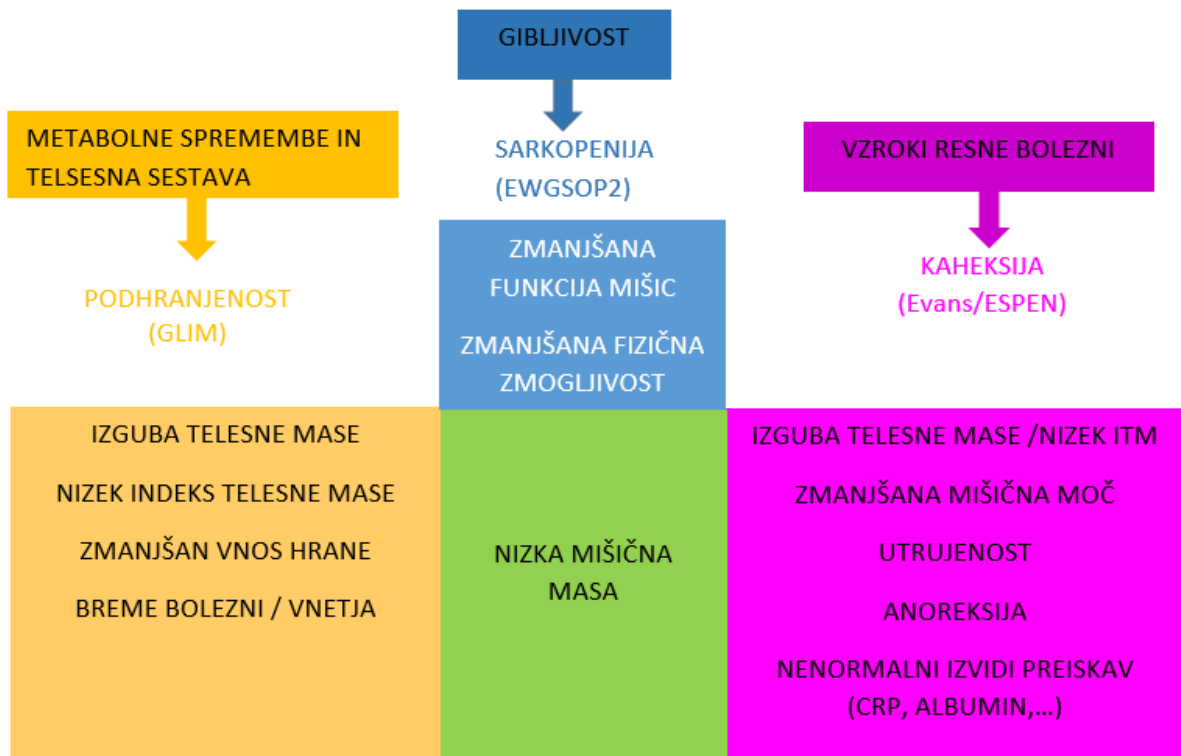 GIBLJIVOST
METABOLNE SPREMEMBE IN
TELSESNA SESTAVA
SARKOPENIJA
(EWGSOP2)
VZROKI RESNE BOLEZNI
PODHRANJENOST
(GLIM)
ZMANJŠANA
FUNKCIJA MIŠIC
ZMANJŠANA FIZIČNA
ZMOGLJIVOST
KAHEKSIJA
(Evans/ESPEN)
IZGUBA TELESNE MASE
NIZEK INDEKS TELESNE MASE
ZMANJŠAN VNOS HRANE
BREME BOLEZNI / VNETJA
NIZKA MIŠIČNA
MASA
IZGUBA TELESNE MASE /NIZEK ITM
ZMANJŠANA MIŠIČNA MOČ
UTRUJENOST
ANOREKSIJA
NENORMALNI IZVIDI PREISKAV
(CRP, ALBUMIN,...)